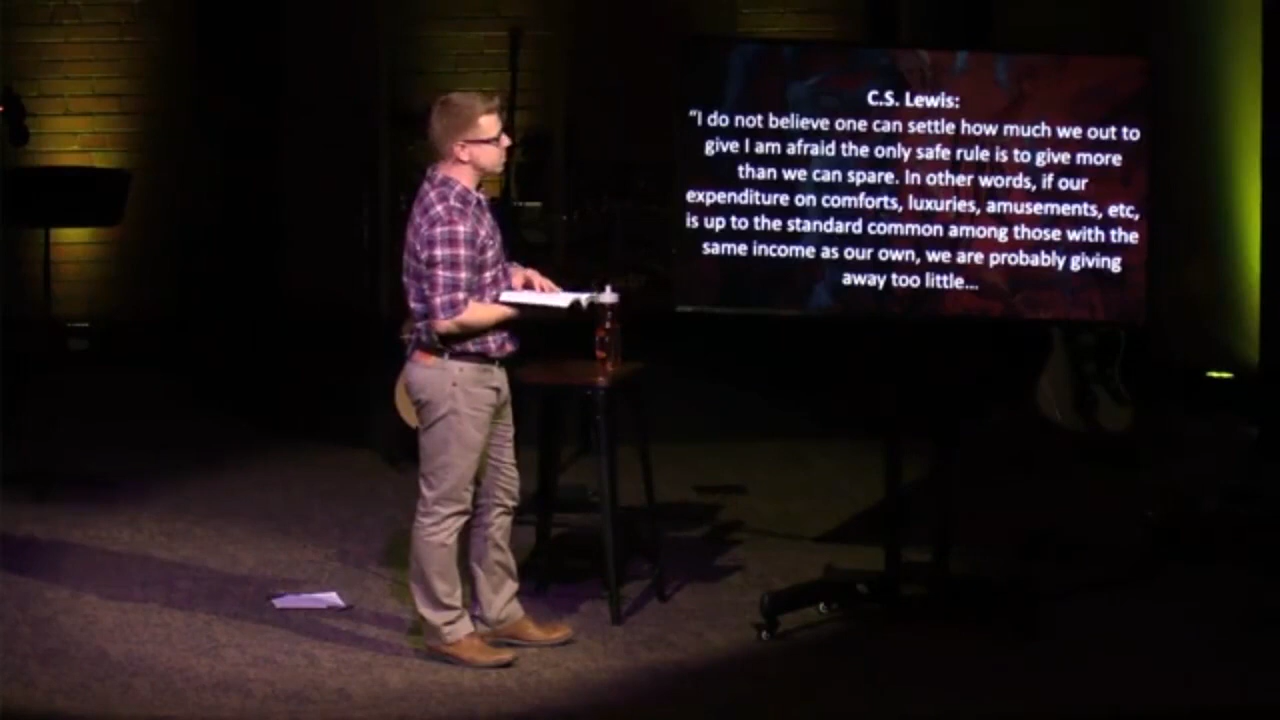 C.S. Lewis:
“I do not believe one can settle how much we out to
give I am afraid the only safe rule is to give more
than we can spare. In other words, if our
expenditure on comforts, luxuries, amusements, etc,
is up to the standard common among those with the
same income as our own, we are probably giving
away too little...